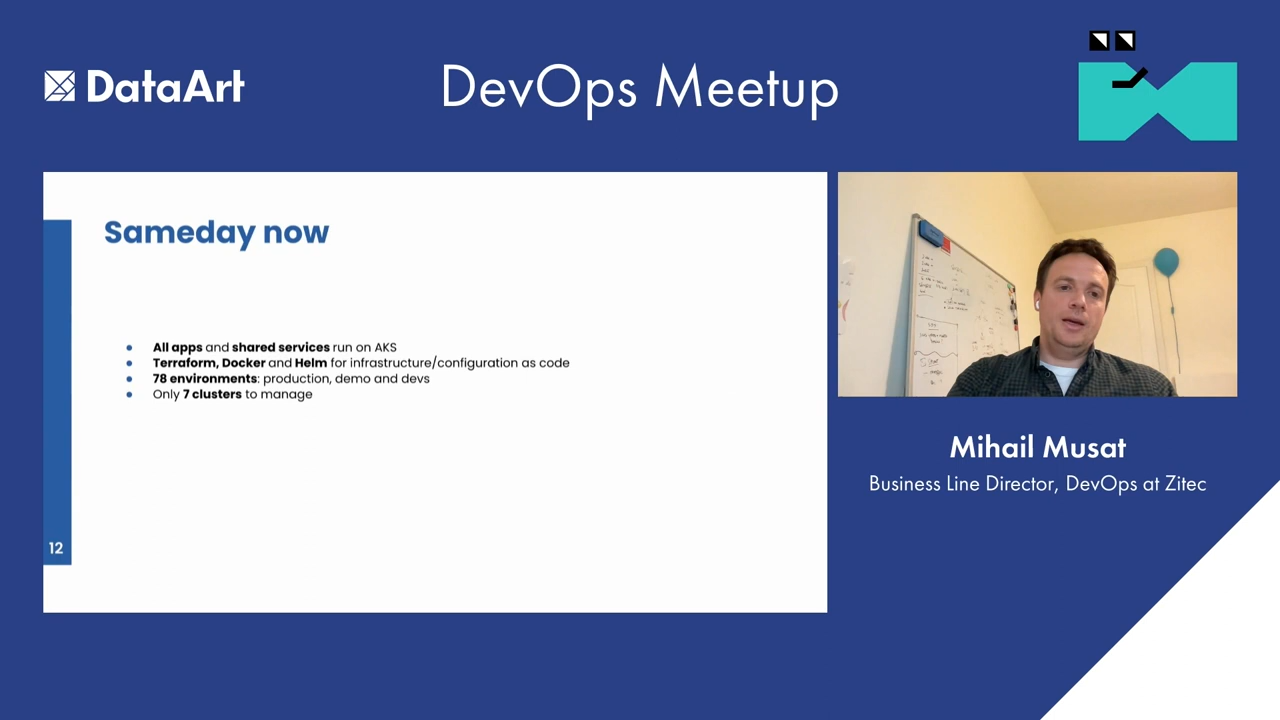 DataArt
DevOps Meetup
Sameday now
All apps and shared services run on AKS
Terraform, Docker and Helm for infrastructure/configuration as code
78 environments: production, demo and devs
Only 7 clusters to manage
12
Mihail Musat
Business Line Director, DevOps at Zitec